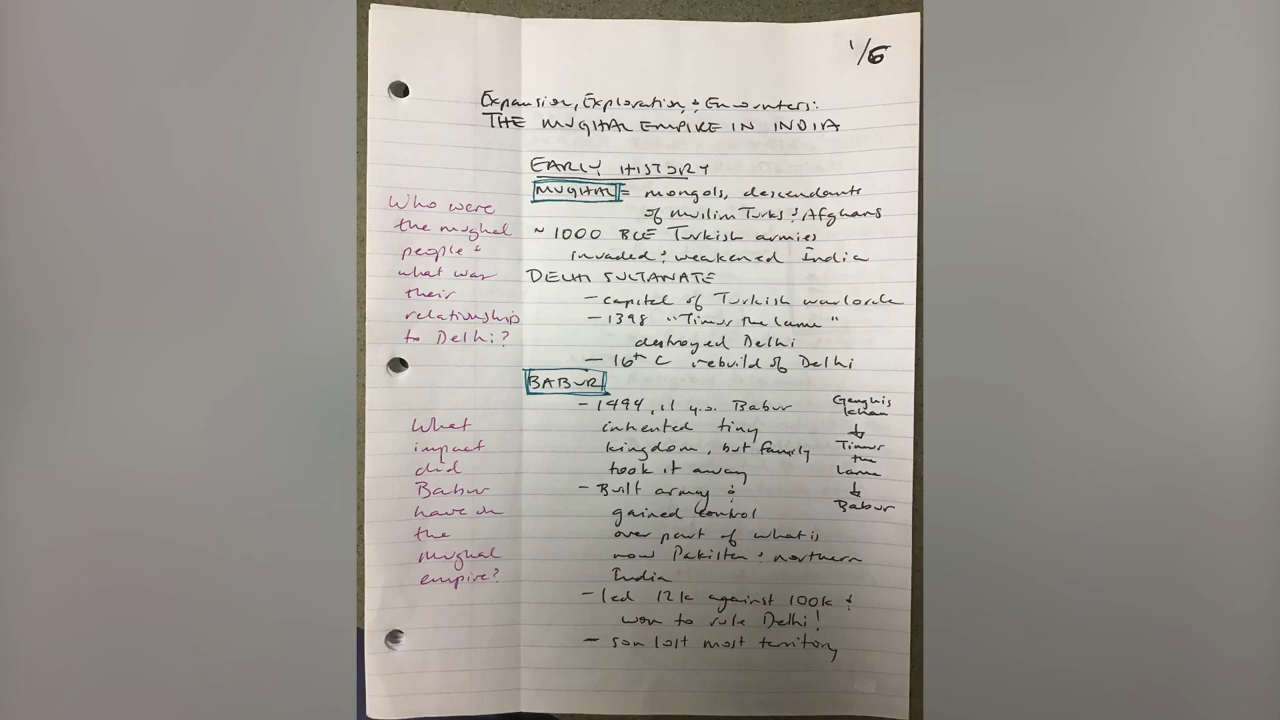 1/6
Expansion, Exploration, & Encounters:
THE MUGHAL EMPIRE IN INDIA
EARLY HISTORY
MUGHAL = mongols, descendants
of Muslim Turks & Afghans
~ 1000 BCE Turkish armies
invaded & weakened India
DELHI SULTANATE
- capital of Turkish warlords
- 1398 "Timur the Lame"
destroyed Delhi
- 16th C rebuild of Delhi
Who were
the mughal
people &
what was
their
relationship
to Delhi?
BABUR
- 1494, 11 y.o. Babur
inherited tiny
kingdom, but family
took it away
- Built army &
gained control
over part of what is
now Pakistan & northern
India
- led 12k against 100k &
won to rule Delhi!
- son lost most territory
Genghis
Khan
↓
Timur
the
Lame
↓
Babur
What
impact
did
Babur
have on
the
mughal
empire?